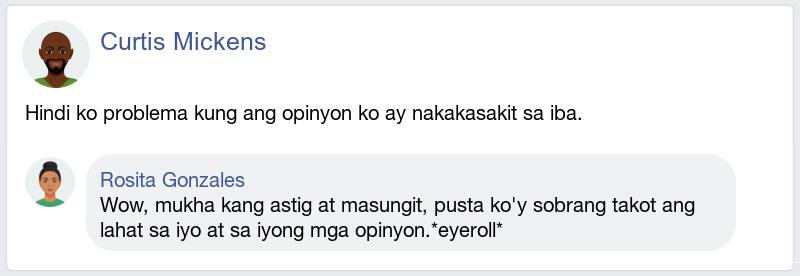 Curtis Mickens
Hindi ko problema kung ang opinyon ko ay nakakasakit sa iba.
Rosita Gonzales
Wow, mukha kang astig at masungit, pusta ko'y sobrang takot ang
lahat sa iyo at sa iyong mga opinyon.*eyeroll*